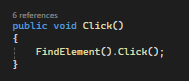 6 references
public void Click()
{
FindElement().Click();
}